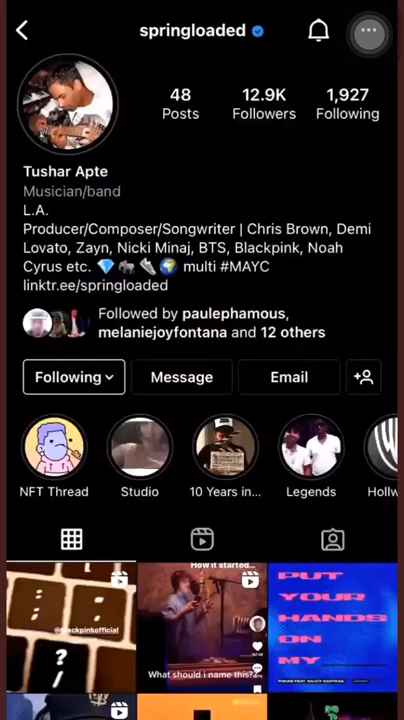 springloaded
48
Posts
12.9K
Followers
1,927
Following
Tushar Apte
Musician/band
L.A.
Producer/Composer/Songwriter | Chris Brown, Demi
Lovato, Zayn, Nicki Minaj, BTS, Blackpink, Noah
Cyrus etc. 💎🐘👟🌍 multi #MAYC
linktr.ee/springloaded
Followed by paulephamous,
melaniejoyfontana and 12 others
Following
Message
Email
NFT Thread
Studio
10 Years in...
Legends
Hollw
@blackpinkofficial
How it started...
What should i name this?
PUT
YOUR
HANDS
ON
MY